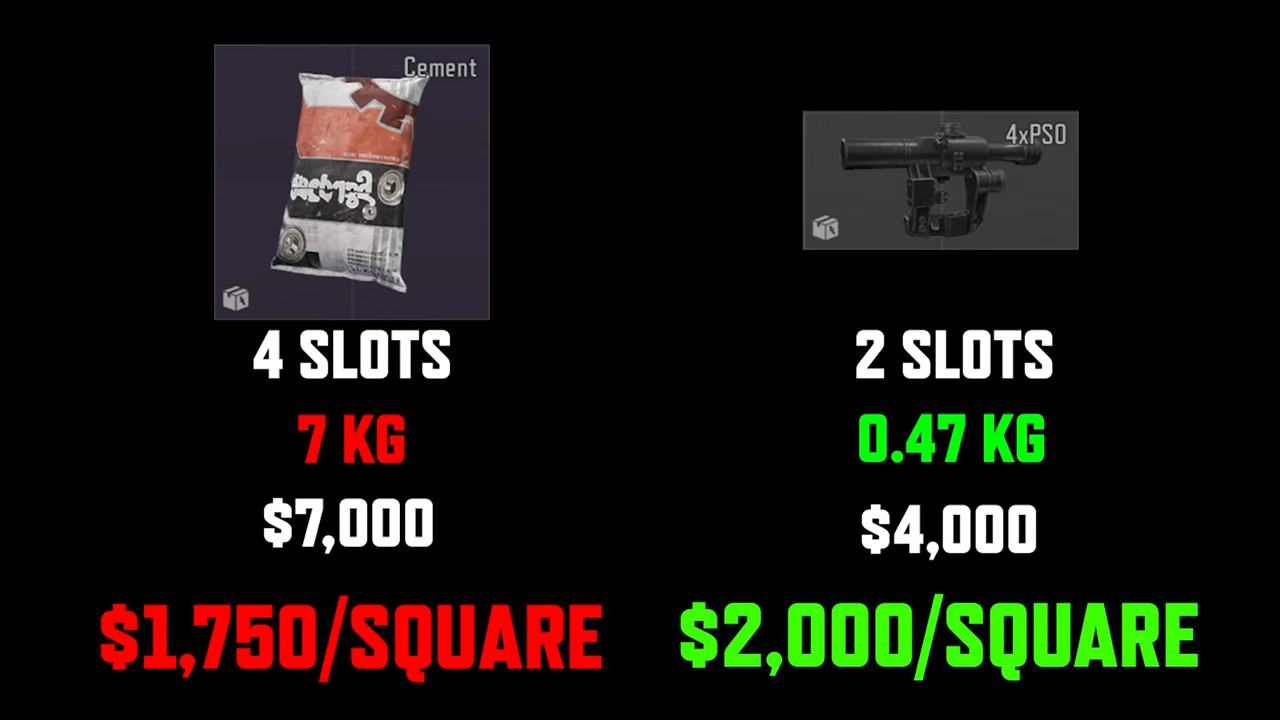 Cement
4 SLOTS
7 KG
$7,000
$1,750/SQUARE
4xPSO
2 SLOTS
0.47 KG
$4,000
$2,000/SQUARE